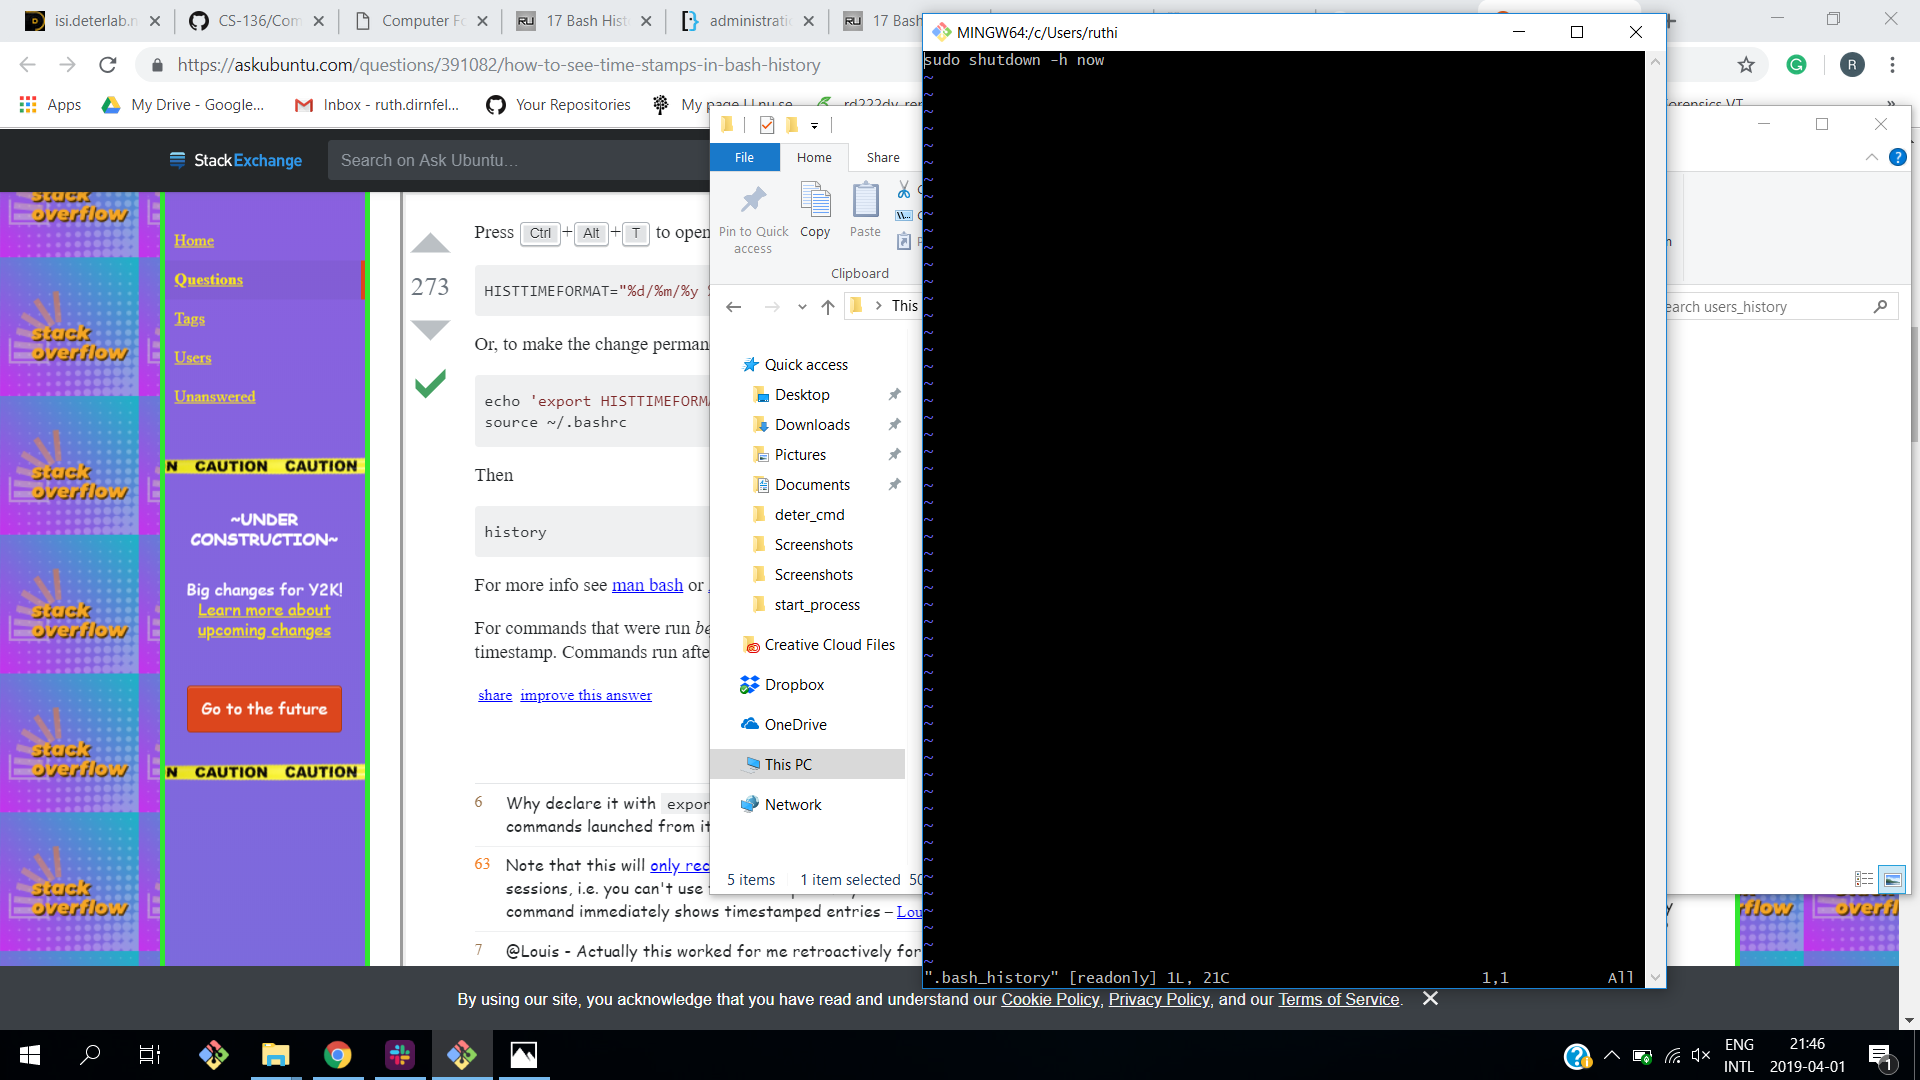 isi.deterlab.n
CS-136/Com
Computer Fo
17 Bash Hist
administratio
17 Bas
MINGW64:/c/Users/ruthi
https://askubuntu.com/questions/391082/how-to-see-time-stamps-in-bash-history
R
Apps
My Drive - Google...
Inbox - ruth.dirnfel...
Your Repositories
My page | Lnu.se
rd222dv
Forensics VT
sudo shutdown -h now
StackExchange
Search on Ask Ubuntu...
File
Home
Share
Pin to Quick access
Copy
Paste
Clipboard
This
earch users_history
Home
Questions
Tags
Users
Unanswered
CAUTION CAUTION
~UNDER
CONSTRUCTION~
Big changes for Y2K!
Learn more about
upcoming changes
Go to the future
N CAUTION CAUTION
stack overflow
273
Press Ctrl+Alt+T to open
HISTTIMEFORMAT="%d/%m/%y
Or, to make the change perman
echo 'export HISTTIMEFORMA
source ~/.bashrc
Then
history
For more info see man bash or
For commands that were run be
timestamp. Commands run afte
share improve this answer
6 Why declare it with expor
commands launched from it
63 Note that this will only rec
sessions, i.e. you can't use
command immediately shows timestamped entries – Lou
7 @Louis - Actually this worked for me retroactively for
Quick access
Desktop
Downloads
Pictures
Documents
deter_cmd
Screenshots
Screenshots
start_process
Creative Cloud Files
Dropbox
OneDrive
This PC
Network
5 items 1 item selected 50
".bash_history" [readonly] 1L, 21C 1,1 All
By using our site, you acknowledge that you have read and understand our Cookie Policy, Privacy Policy, and our Terms of Service.
ENG
INTL
21:46
2019-04-01
1